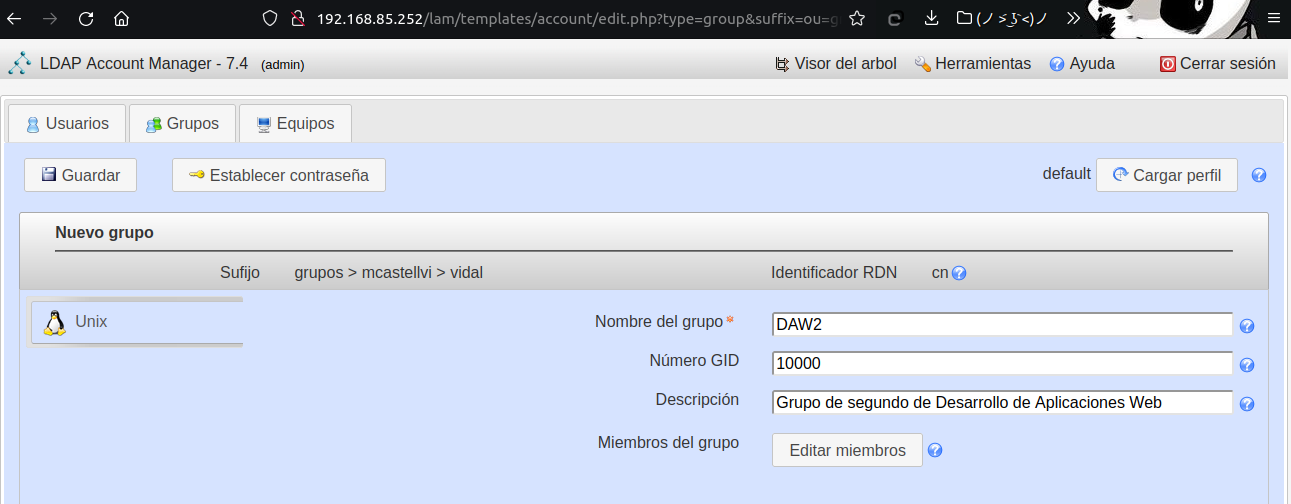 192.168.85.252/lam/templates/account/edit.php?type=group&suffix=ou=g
(ノ≥ڡ≤)ノ
LDAP Account Manager - 7.4 (admin) Visor del arbol Herramientas Ayuda Cerrar sesión
Usuarios Grupos Equipos
Guardar Establecer contraseña default Cargar perfil
Nuevo grupo
Sufijo grupos > mcastellvi > vidal Identificador RDN cn
Unix
Nombre del grupo* DAW2
Número GID 10000
Descripción Grupo de segundo de Desarrollo de Aplicaciones Web
Miembros del grupo Editar miembros